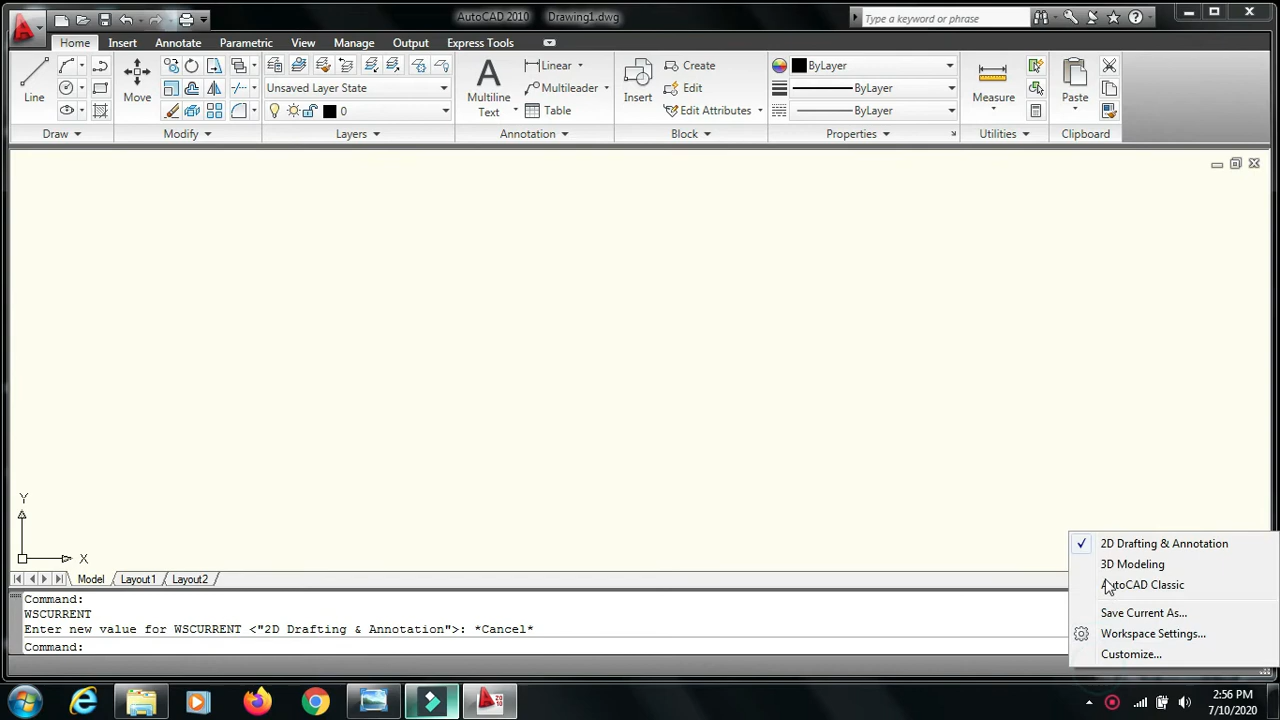 AutoCAD 2010 Drawing1.dwg
Type a keyword or phrase
Home Insert Annotate Parametric View Manage Output Express Tools
Line
Move
Unsaved Layer State
0
Multiline
Text
Linear
Multileader
Table
Insert
Create
Edit
Edit Attributes
ByLayer
ByLayer
ByLayer
Measure
Paste
Draw Modify Layers Annotation Block Properties Utilities Clipboard
Y
X
Model Layout1 Layout2
Command:
WSCURRENT
Enter new value for WSCURRENT <"2D Drafting & Annotation">: *Cancel*
Command:
2D Drafting & Annotation
3D Modeling
AutoCAD Classic
Save Current As...
Workspace Settings...
Customize...
2:56 PM
7/10/2020